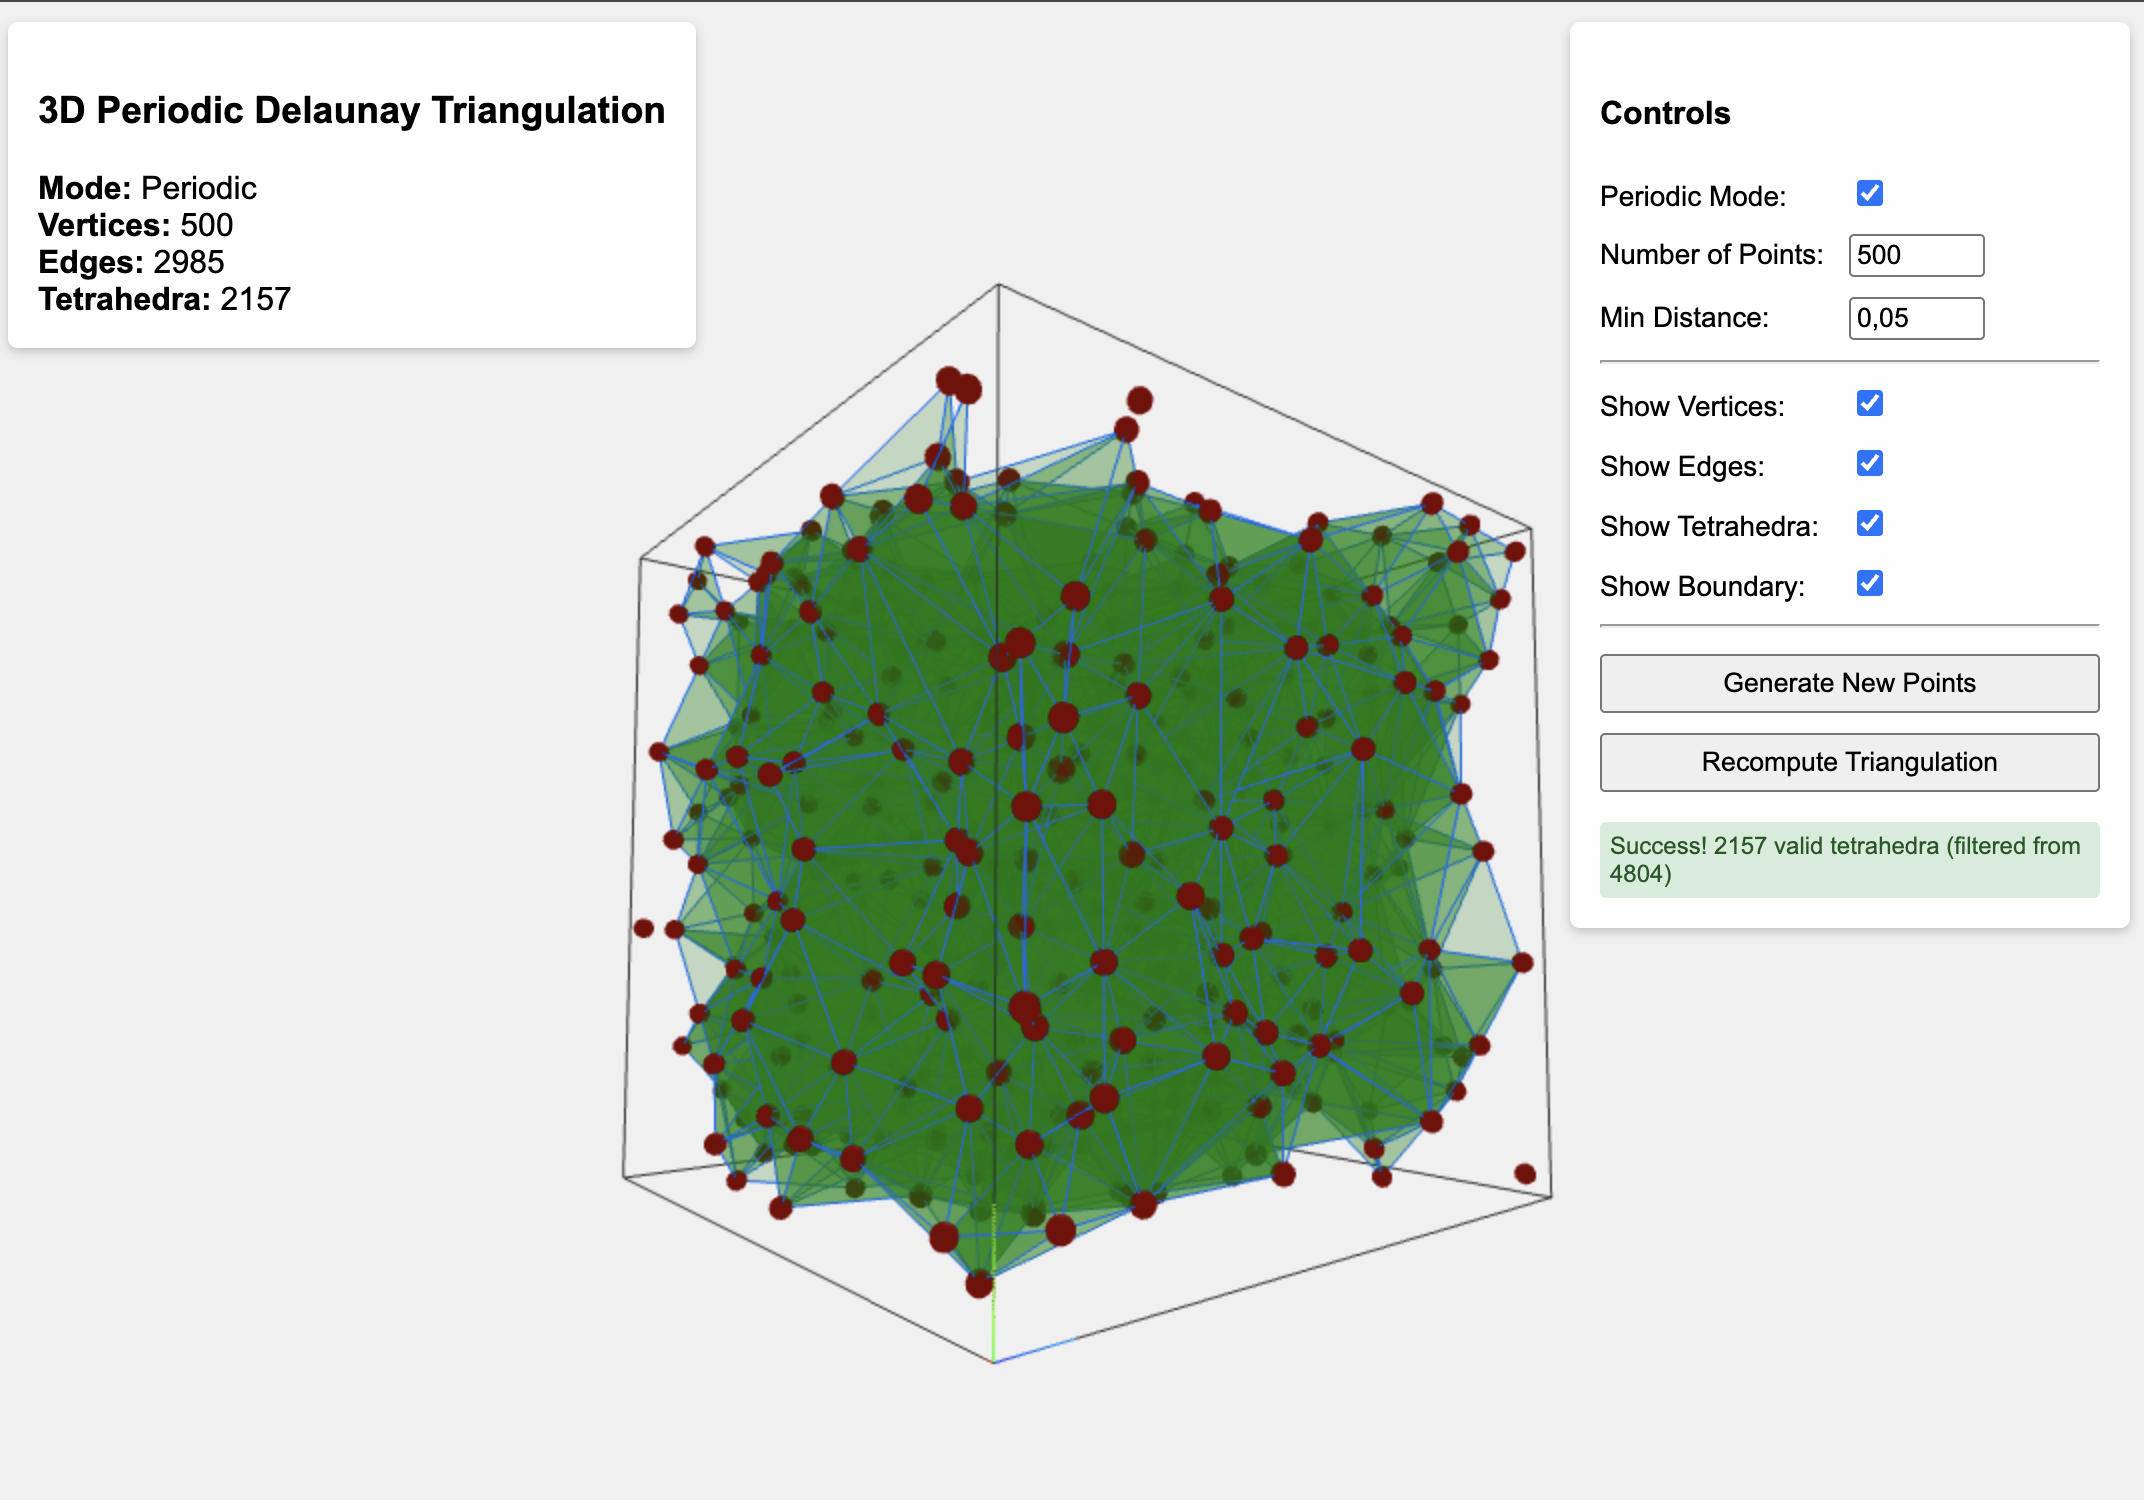 3D Periodic Delaunay Triangulation
Mode: Periodic
Vertices: 500
Edges: 2985
Tetrahedra: 2157
Controls
Periodic Mode:
Number of Points: 500
Min Distance: 0,05
Show Vertices:
Show Edges:
Show Tetrahedra:
Show Boundary:
Generate New Points
Recompute Triangulation
Success! 2157 valid tetrahedra (filtered from
4804)